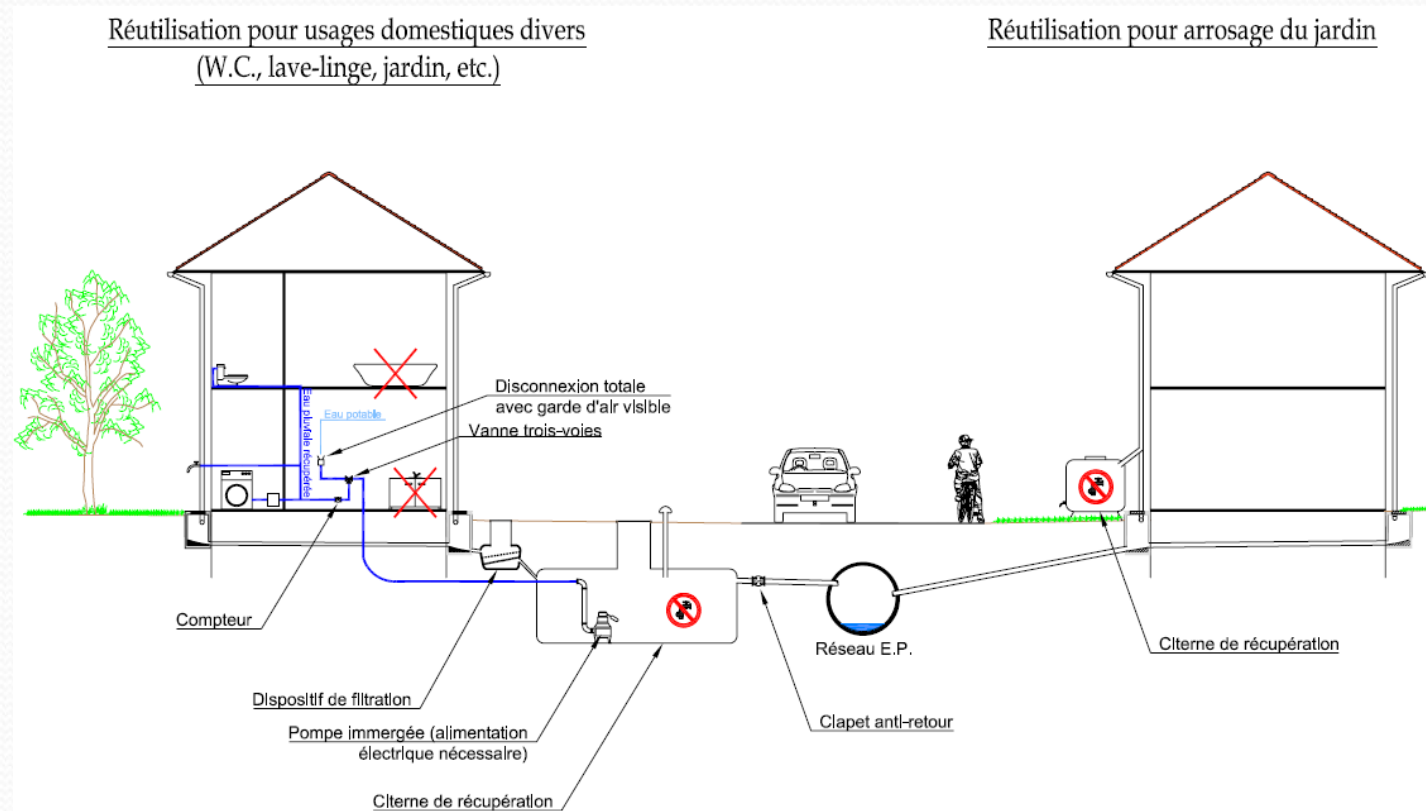 Réutilisation pour usages domestiques divers
(W.C., lave-linge, jardin, etc.)
Réutilisation pour arrosage du jardin
Disconnexion totale
avec garde d'air visible
Eau potable
Vanne trois-voies
Eau pluviale récupérée
Compteur
Réseau E.P.
Citerne de récupération
Dispositif de filtration
Clapet anti-retour
Pompe immergée (alimentation
électrique nécessaire)
Citerne de récupération